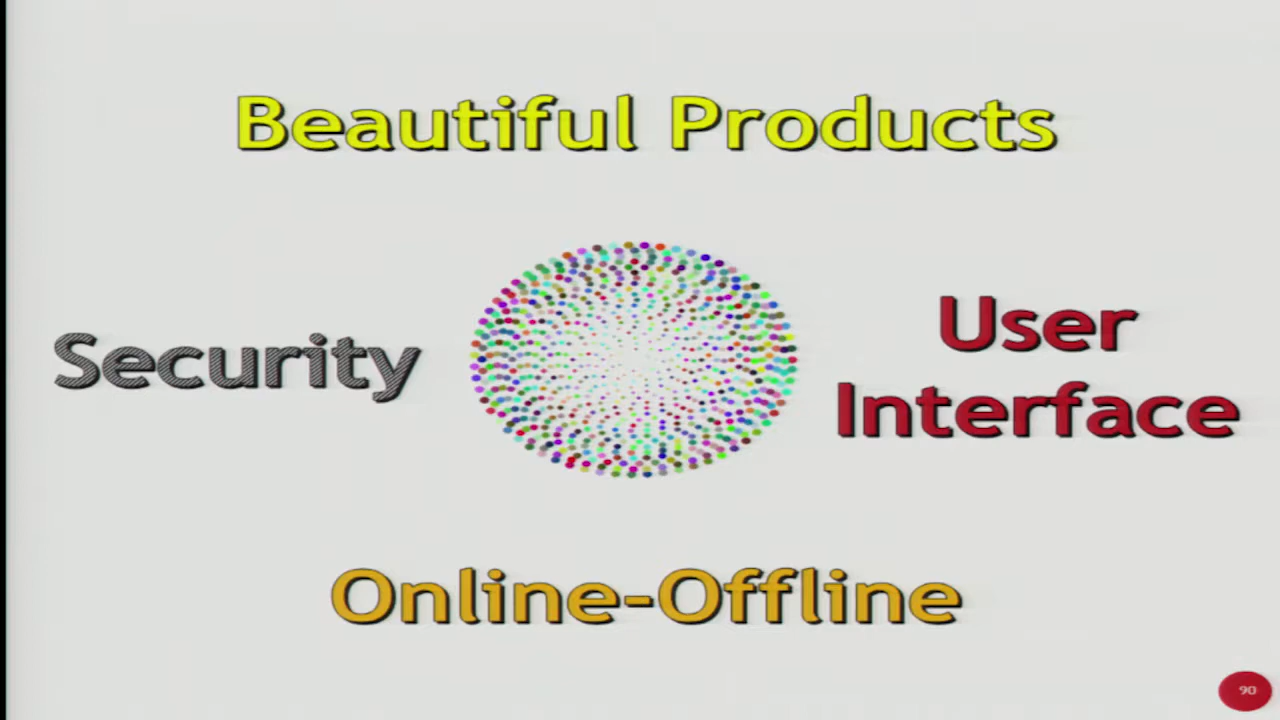 Beautiful Products
Security
User
Interface
Online-Offline
90